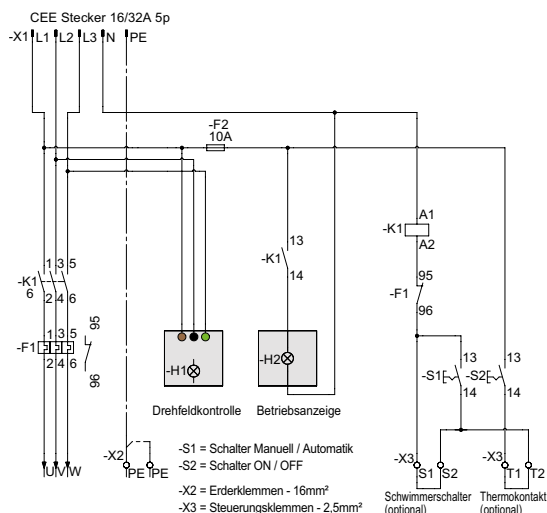 CEE Stecker 16/32A 5p
-X1 L1 L2 L3 N PE
-F2
10A
A1
-K1
A2
13
-K1
14
95
-F1
96
1 3 5
-K1
6
2 4 6
1 3 5
-F1
2 4 6
95
96
-H1
-H2
13
-S1
14
13
-S2
14
Drehfeldkontrolle
Betriebsanzeige
-X2
PE PE
U V W
-S1 = Schalter Manuell / Automatik
-S2 = Schalter ON / OFF
-X2 = Erderklemmen - 16mm²
-X3 = Steuerungsklemmen - 2,5mm²
-X3
S1 S2
Schwimmerschalter
(optional)
-X3
T1 T2
Thermokontakt
(optional)